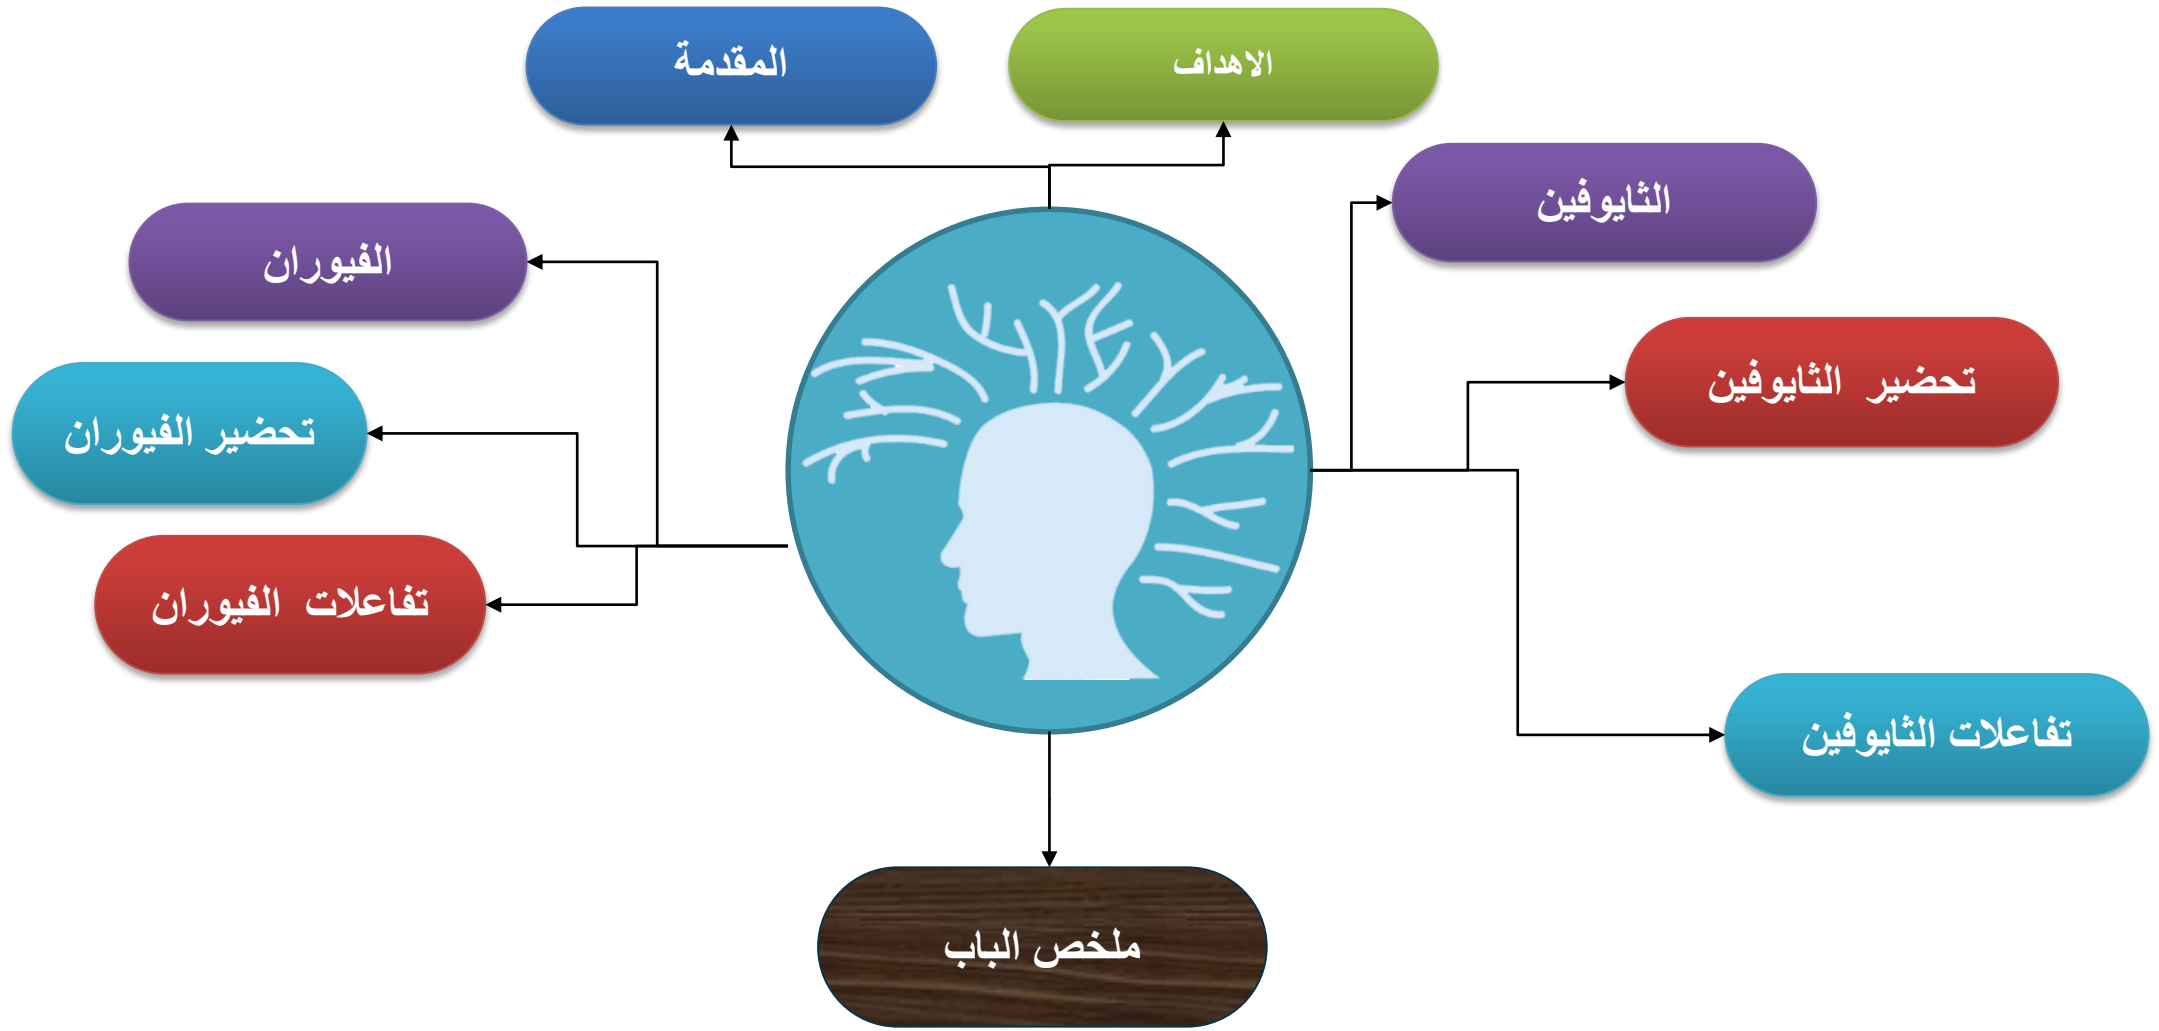 الاهداف
المقدمة
الثايوفين
الفيوران
تحضير الثايوفين
تحضير الفيوران
تفاعلات الفيوران
تفاعلات الثايوفين
ملخص الباب